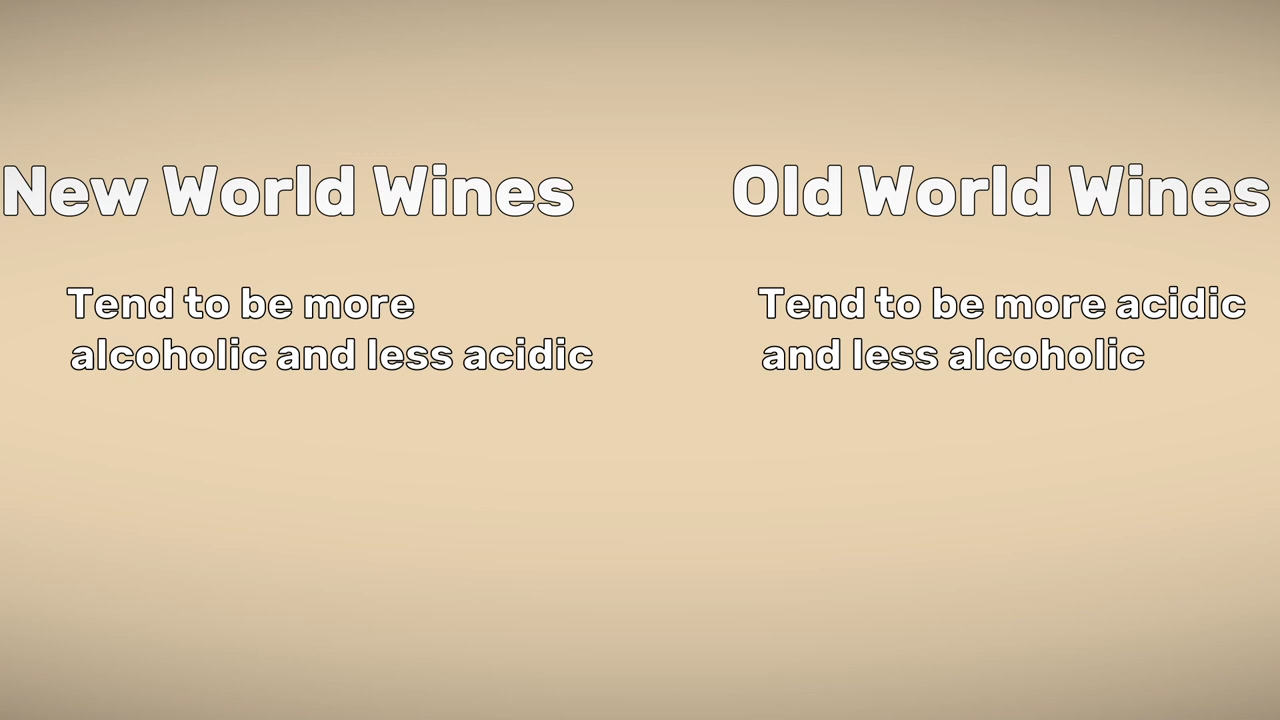 New World Wines
Tend to be more
alcoholic and less acidic
Old World Wines
Tend to be more acidic
and less alcoholic